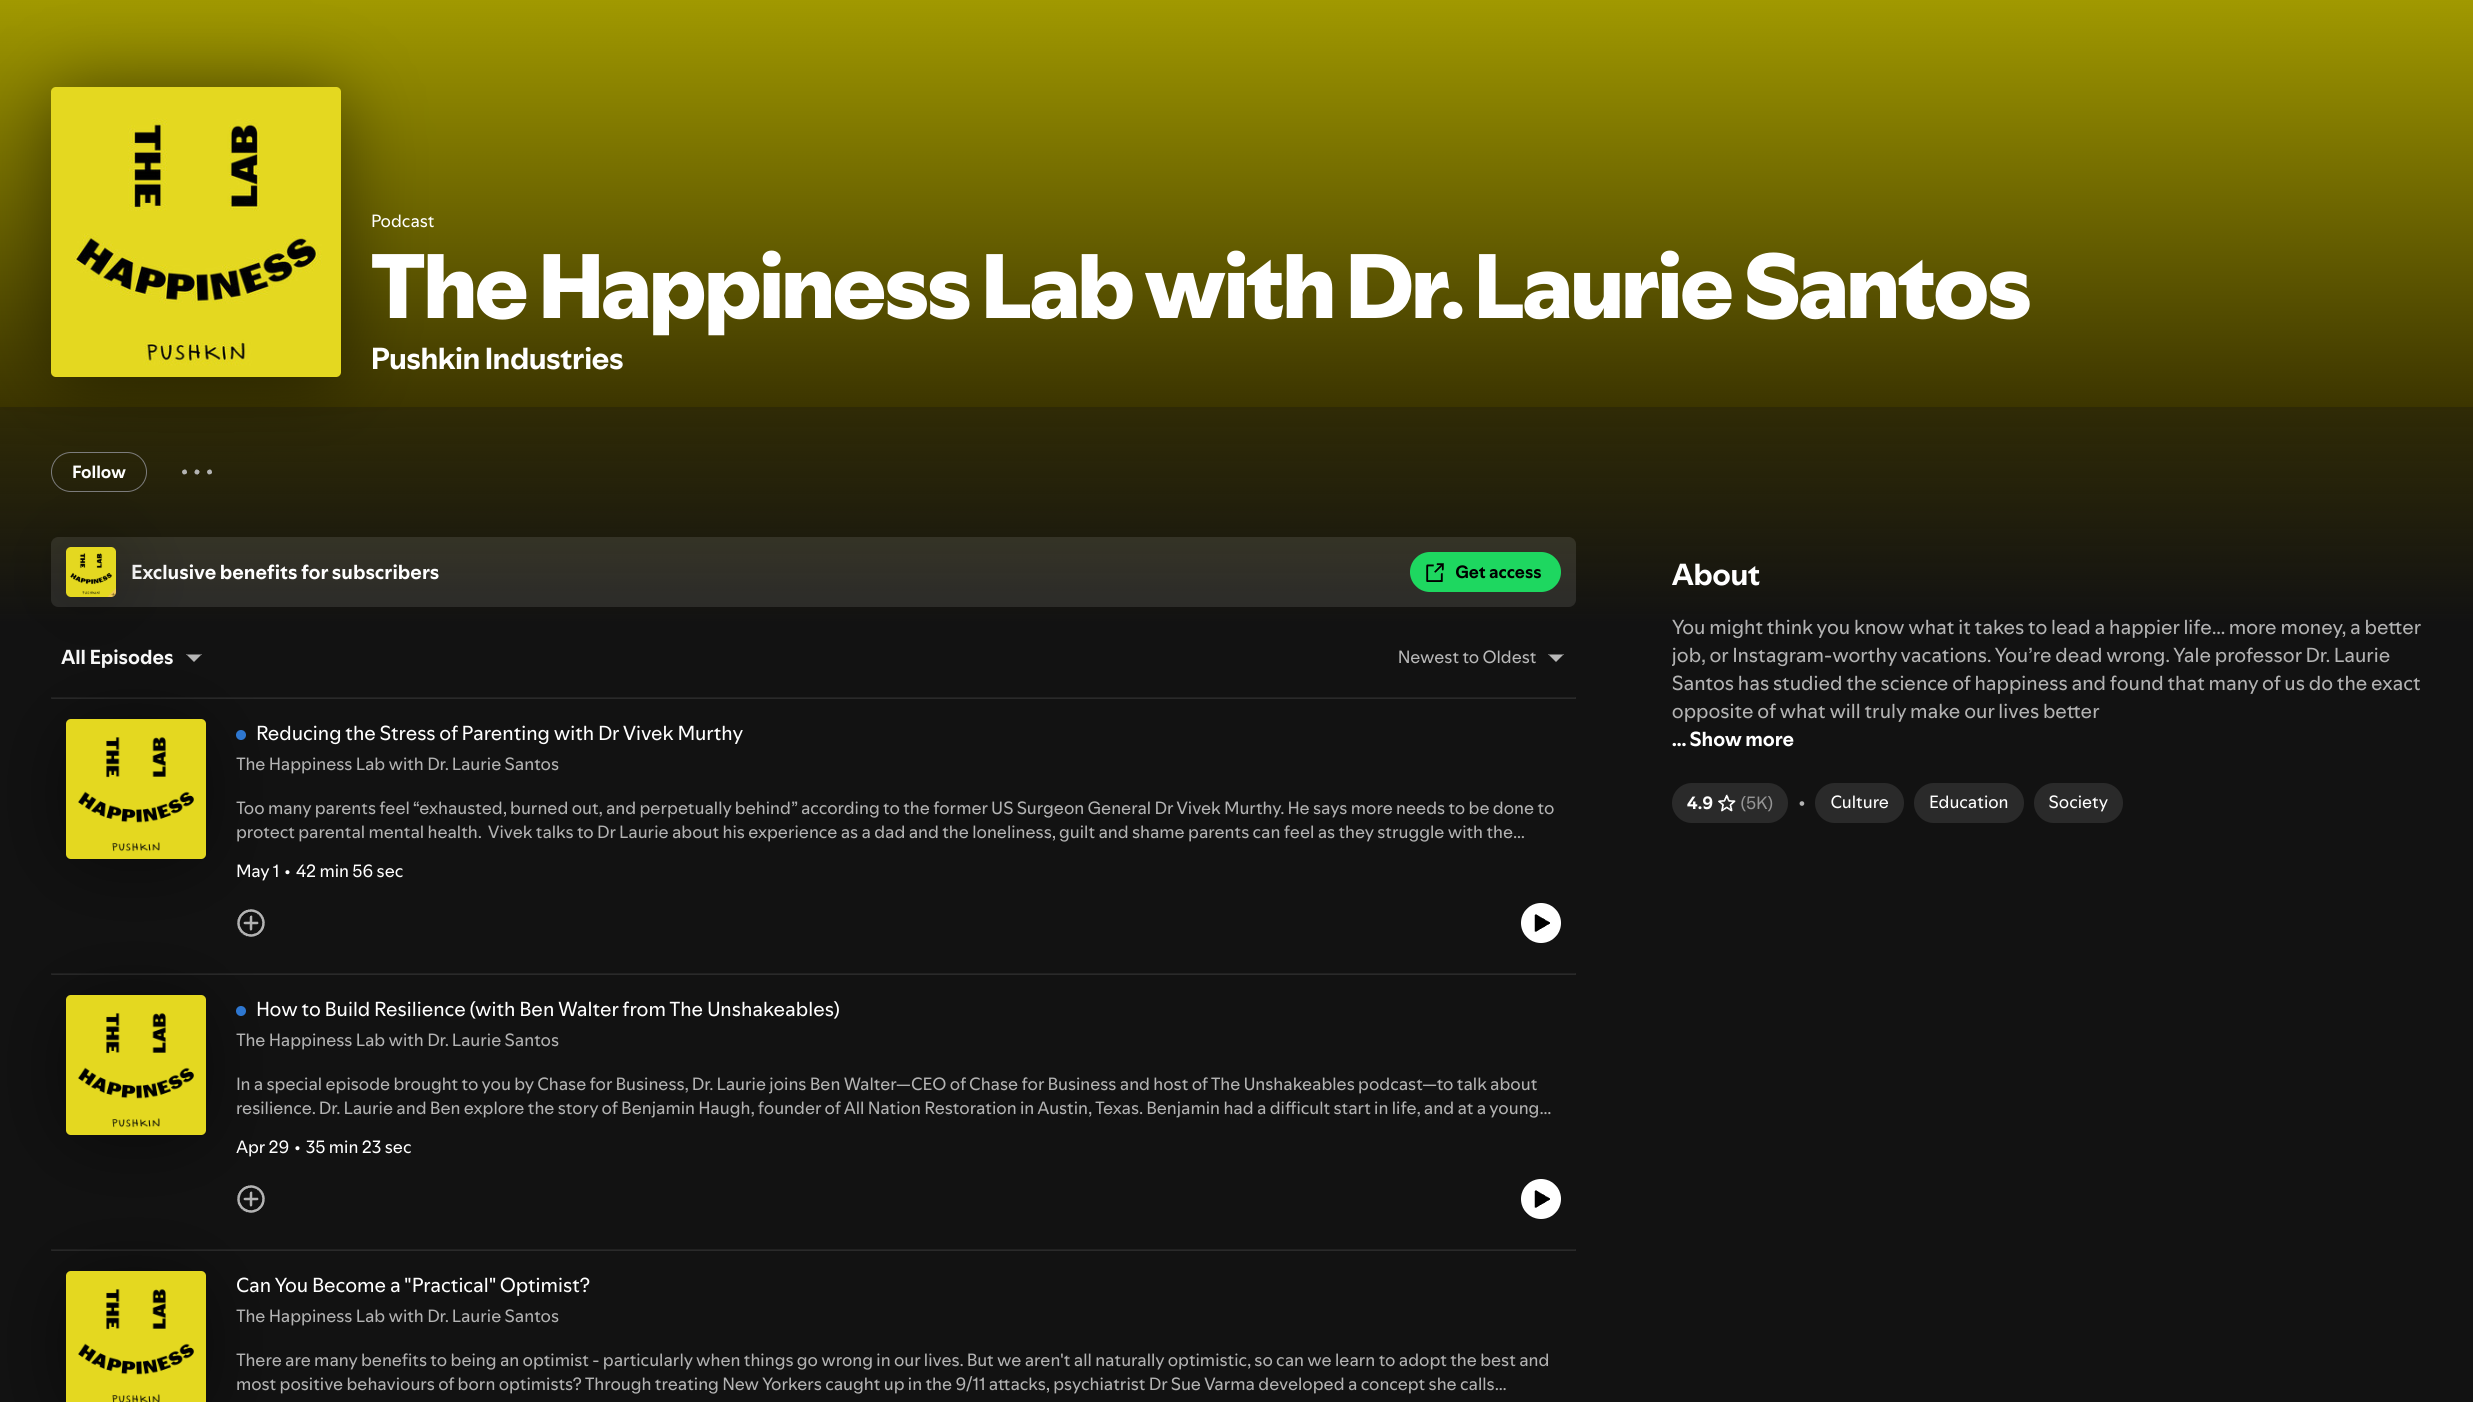 THE
LAB
HAPPINESS
PUSHKIN
Podcast
The Happiness Lab with Dr. Laurie Santos
Pushkin Industries
Follow
THE
LAB
HAPPINESS
Exclusive benefits for subscribers
Get access
All Episodes
Newest to Oldest
THE
LAB
HAPPINESS
PUSHKIN
Reducing the Stress of Parenting with Dr Vivek Murthy
The Happiness Lab with Dr. Laurie Santos
Too many parents feel “exhausted, burned out, and perpetually behind” according to the former US Surgeon General Dr Vivek Murthy. He says more needs to be done to
protect parental mental health.  Vivek talks to Dr Laurie about his experience as a dad and the loneliness, guilt and shame parents can feel as they struggle with the...
May 1 • 42 min 56 sec
THE
LAB
HAPPINESS
PUSHKIN
How to Build Resilience (with Ben Walter from The Unshakeables)
The Happiness Lab with Dr. Laurie Santos
In a special episode brought to you by Chase for Business, Dr. Laurie joins Ben Walter—CEO of Chase for Business and host of The Unshakeables podcast—to talk about
resilience. Dr. Laurie and Ben explore the story of Benjamin Haugh, founder of All Nation Restoration in Austin, Texas. Benjamin had a difficult start in life, and at a young...
Apr 29 • 35 min 23 sec
THE
LAB
HAPPINESS
PUSHKIN
Can You Become a "Practical" Optimist?
The Happiness Lab with Dr. Laurie Santos
There are many benefits to being an optimist - particularly when things go wrong in our lives. But we aren't all naturally optimistic, so can we learn to adopt the best and
most positive behaviours of born optimists? Through treating New Yorkers caught up in the 9/11 attacks, psychiatrist Dr Sue Varma developed a concept she calls...
About
You might think you know what it takes to lead a happier life... more money, a better
job, or Instagram-worthy vacations. You’re dead wrong. Yale professor Dr. Laurie
Santos has studied the science of happiness and found that many of us do the exact
opposite of what will truly make our lives better
... Show more
4.9 (5K) • Culture Education Society